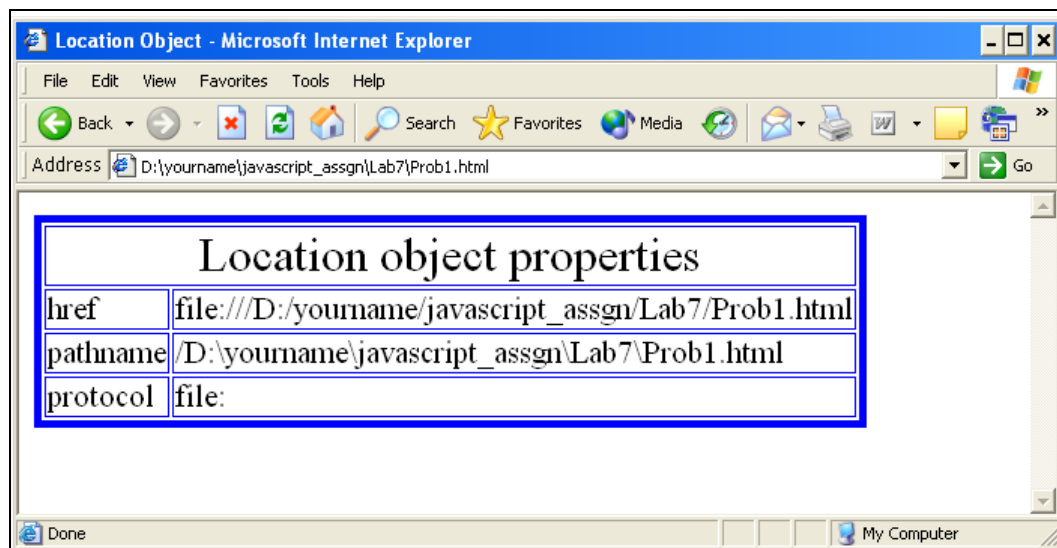 Location Object - Microsoft Internet Explorer
File Edit View Favorites Tools Help
Back Search Favorites Media W »
Address D:\yourname\javascript_assgn\Lab7\Prob1.html Go
Location object properties
href file:///D:/yourname/javascript_assgn/Lab7/Prob1.html
pathname /D:\yourname\javascript_assgn\Lab7\Prob1.html
protocol file:
Done My Computer